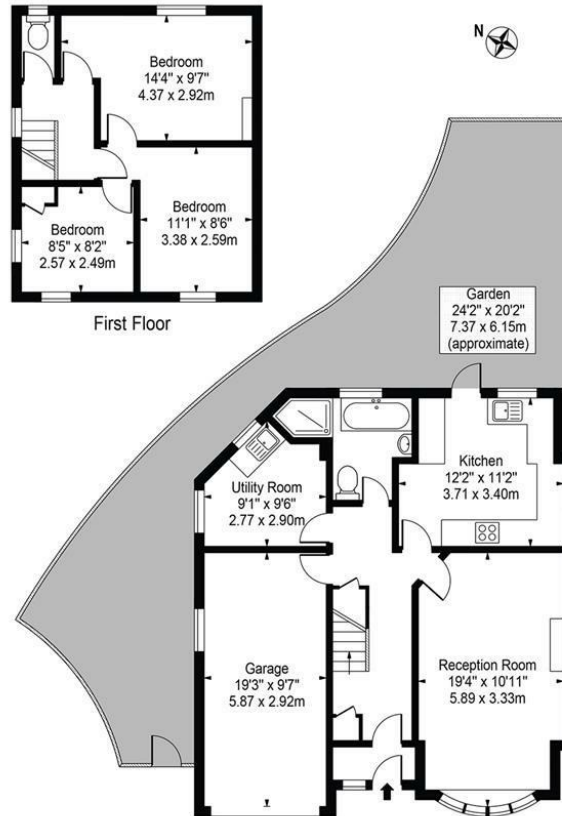 N
Bedroom
14'4" x 9'7"
4.37 x 2.92m
Bedroom
11'1" x 8'6"
3.38 x 2.59m
Bedroom
8'5" x 8'2"
2.57 x 2.49m
First Floor
Garden
24'2" x 20'2"
7.37 x 6.15m
(approximate)
Kitchen
12'2" x 11'2"
3.71 x 3.40m
Utility Room
9'1" x 9'6"
2.77 x 2.90m
Garage
19'3" x 9'7"
5.87 x 2.92m
Reception Room
19'4" x 10'11"
5.89 x 3.33m